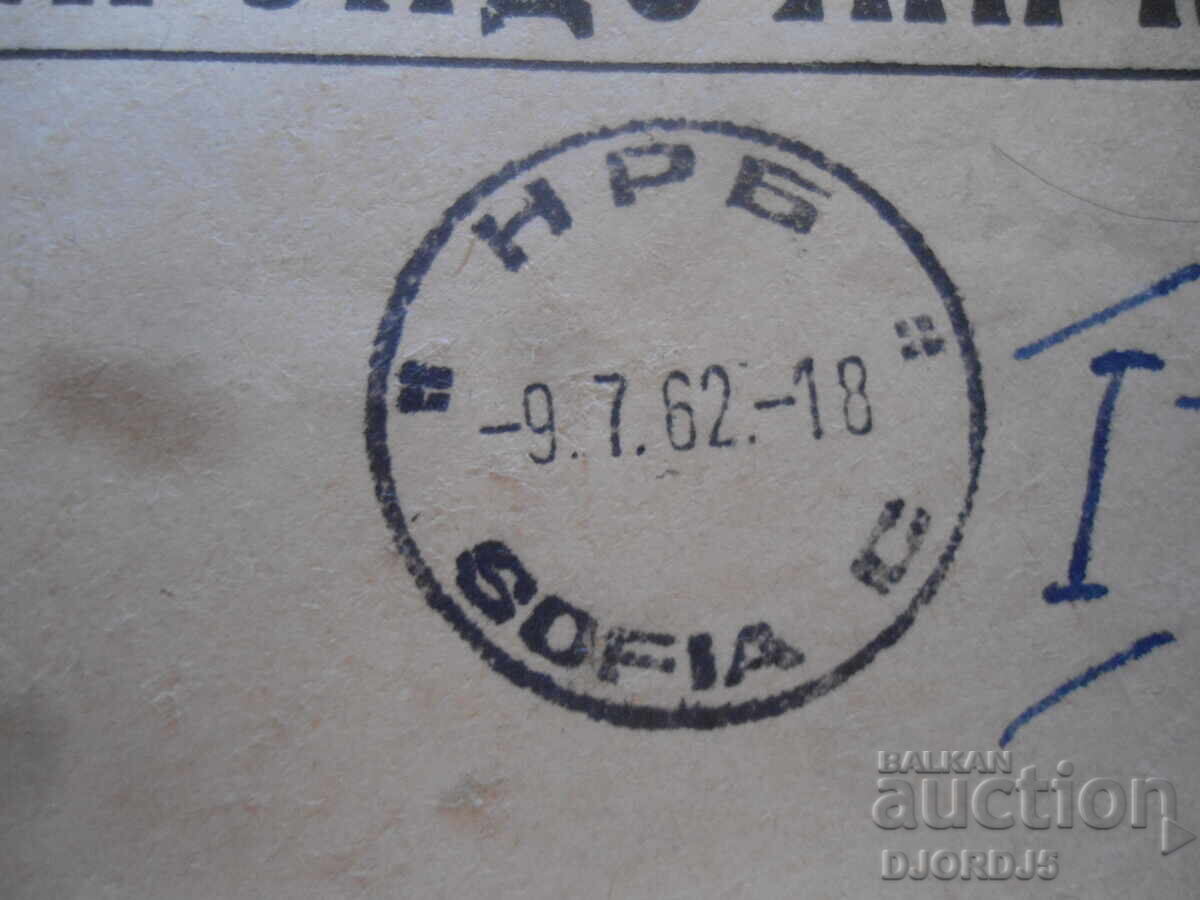 НРБ
" "
-9.7.62.-18
SOFIA C
I -
BALKAN
auction
DJORDJ5